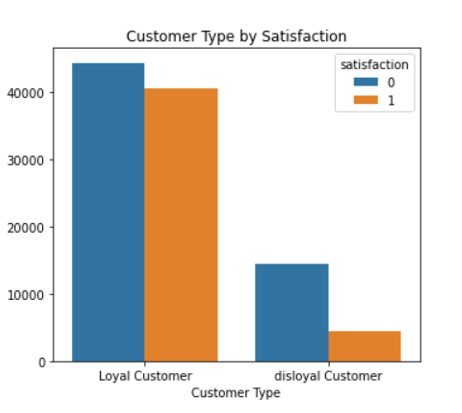 Customer Type by Satisfaction
satisfaction
0
1
40000
30000
20000
10000
0
Loyal Customer disloyal Customer
Customer Type